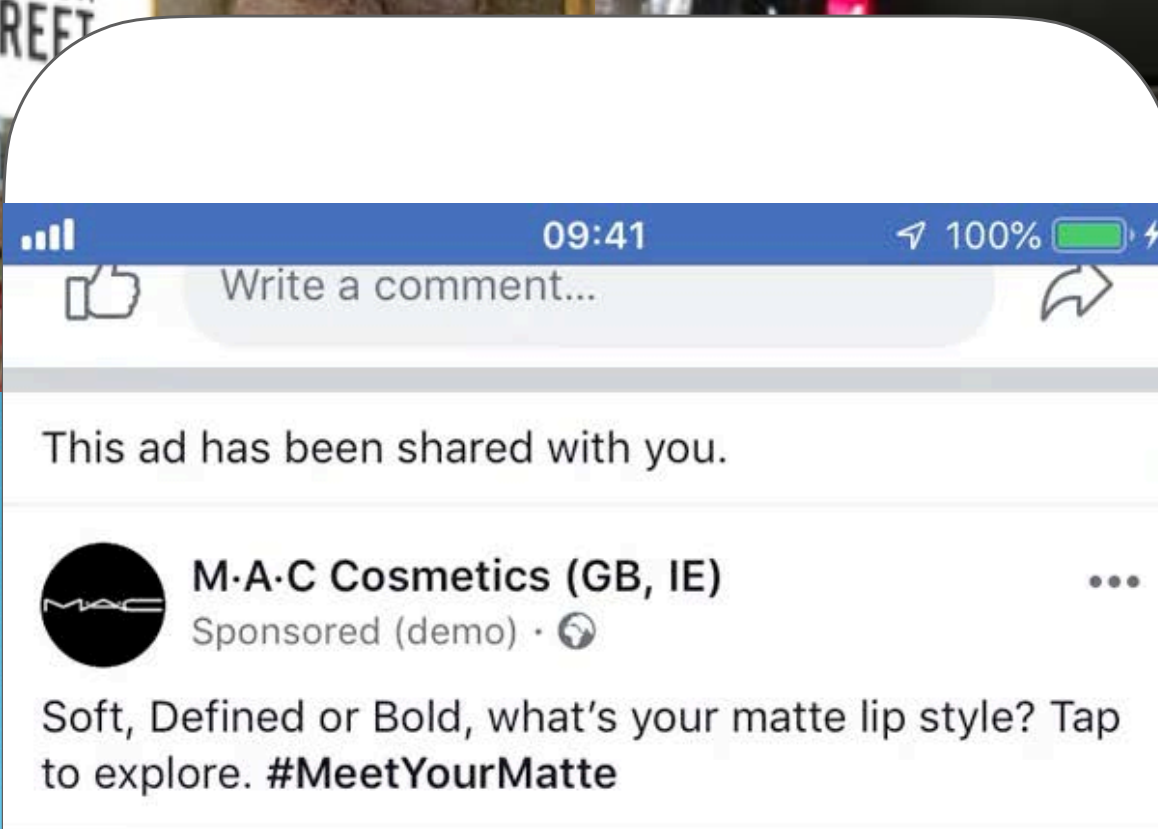 REET
09:41
100%
Write a comment...
This ad has been shared with you.
MAC
M·A·C Cosmetics (GB, IE)
Sponsored (demo) ·
Soft, Defined or Bold, what's your matte lip style? Tap
to explore. #MeetYourMatte